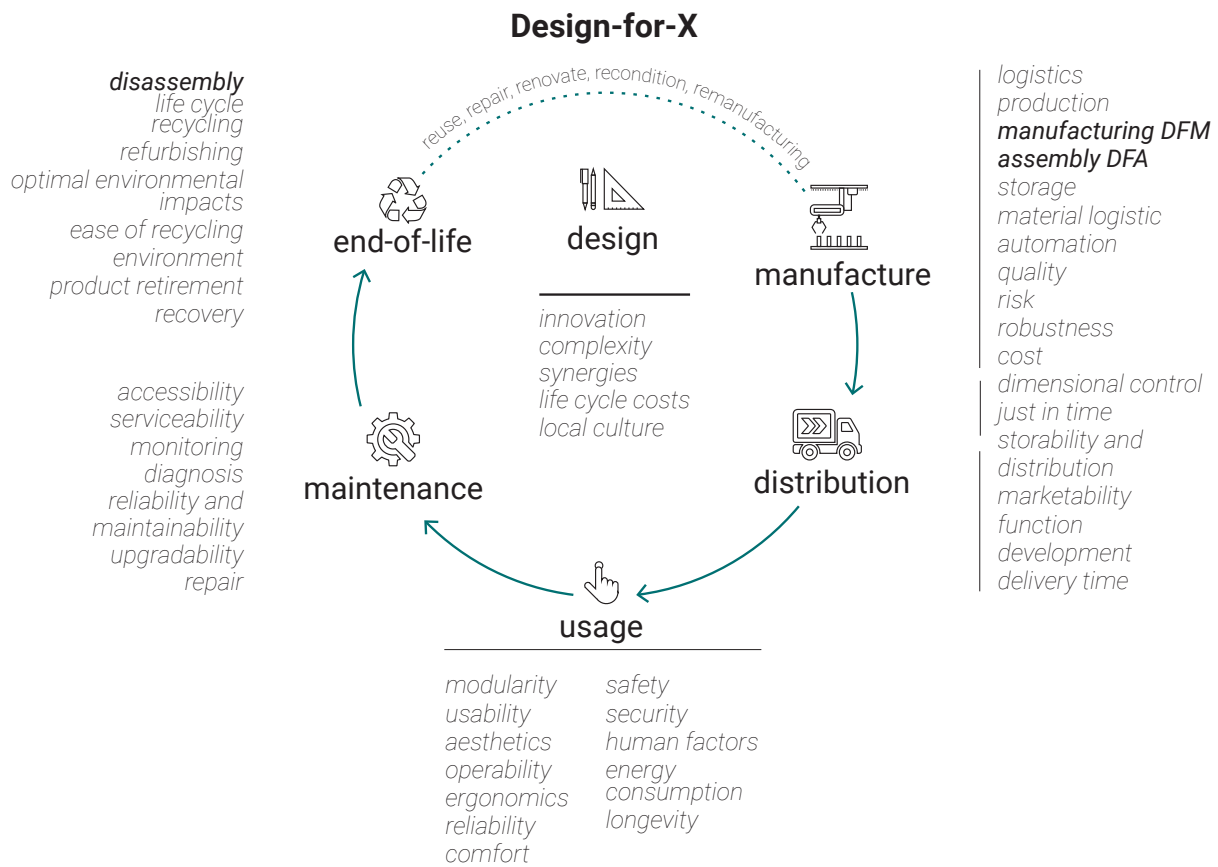 Design-for-X
reuse, repair, renovate, recondition, remanufacturing
disassembly
life cycle
recycling
refurbishing
optimal environmental
impacts
ease of recycling
environment
product retirement
recovery
end-of-life
design
innovation
complexity
synergies
life cycle costs
local culture
manufacture
logistics
production
manufacturing DFM
assembly DFA
storage
material logistic
automation
quality
risk
robustness
cost
dimensional control
just in time
storability and
distribution
marketability
function
development
delivery time
distribution
accessibility
serviceability
monitoring
diagnosis
reliability and
maintainability
upgradability
repair
maintenance
usage
modularity
usability
aesthetics
operability
ergonomics
reliability
comfort
safety
security
human factors
energy
consumption
longevity